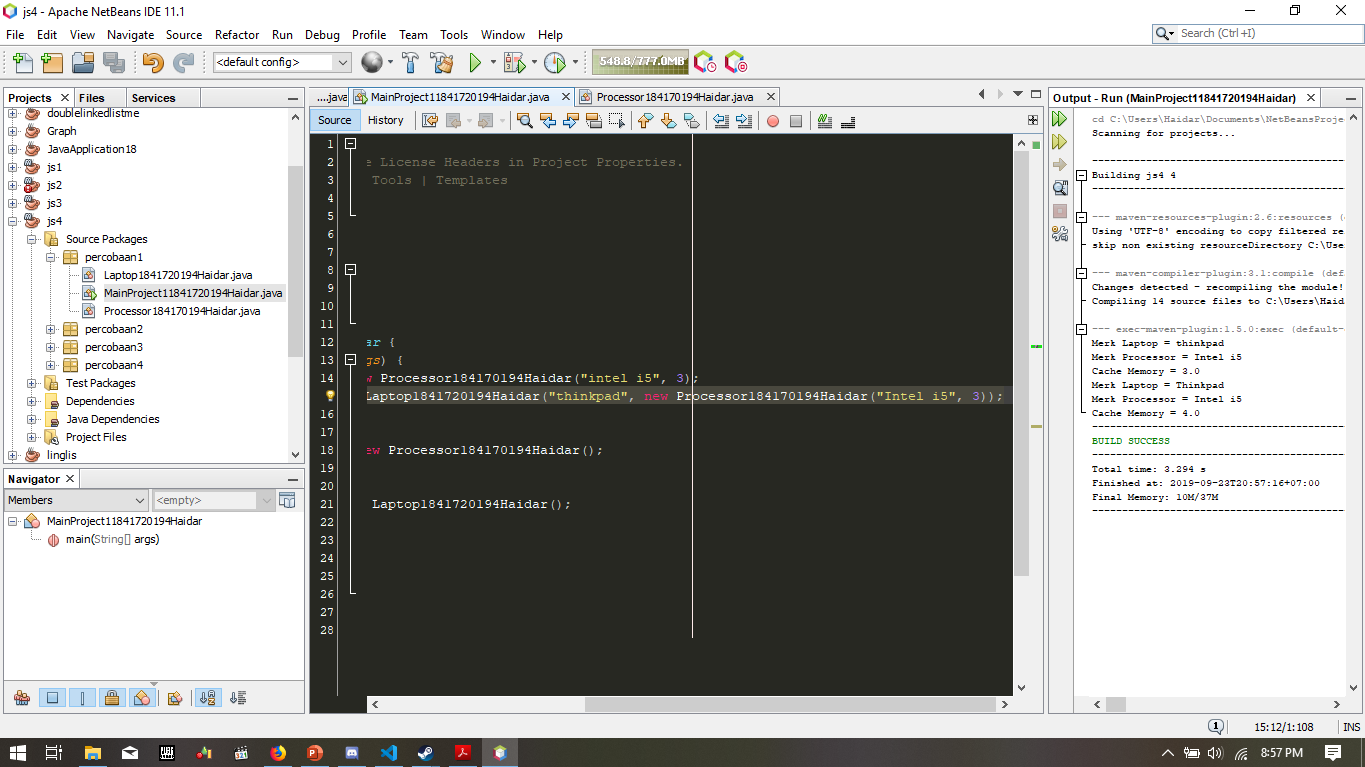 js4 - Apache NetBeans IDE 11.1
File Edit View Navigate Source Refactor Run Debug Profile Team Tools Window Help
Search (Ctrl+I)
<default config>
548.8/777.0MB
Projects Files Services
doublelinkedlistme
Graph
JavaApplication18
js1
js2
js3
js4
Source Packages
percobaan1
Laptop1841720194Haidar.java
MainProject11841720194Haidar.java
Processor184170194Haidar.java
percobaan2
percobaan3
percobaan4
Test Packages
Dependencies
Java Dependencies
Project Files
linglis
Navigator
Members
<empty>
MainProject11841720194Haidar
main(String[] args)
....java MainProject11841720194Haidar.java Processor184170194Haidar.java
Source History
1
2 e License Headers in Project Properties.
3 Tools | Templates
4
5
6
7
8
9
10
11
12 ar {
13 gs) {
14 w Processor184170194Haidar("intel i5", 3);
Laptop1841720194Haidar("thinkpad", new Processor184170194Haidar("Intel i5", 3));
16
17
18 ew Processor184170194Haidar();
19
20
21 Laptop1841720194Haidar();
22
23
24
25
26
27
28
Output - Run (MainProject11841720194Haidar)
cd C:\Users\Haidar\Documents\NetBeansProje
Scanning for projects...
Building js4 4
--- maven-resources-plugin:2.6:resources (
Using 'UTF-8' encoding to copy filtered re
skip non existing resourceDirectory C:\Use
--- maven-compiler-plugin:3.1:compile (def
Changes detected - recompiling the module!
Compiling 14 source files to C:\Users\Haid
--- exec-maven-plugin:1.5.0:exec (default-
Merk Laptop = thinkpad
Merk Processor = Intel i5
Cache Memory = 3.0
Merk Laptop = Thinkpad
Merk Processor = Intel i5
Cache Memory = 4.0
BUILD SUCCESS
Total time: 3.294 s
Finished at: 2019-09-23T20:57:16+07:00
Final Memory: 10M/37M
1
15:12/1:108 INS
8:57 PM